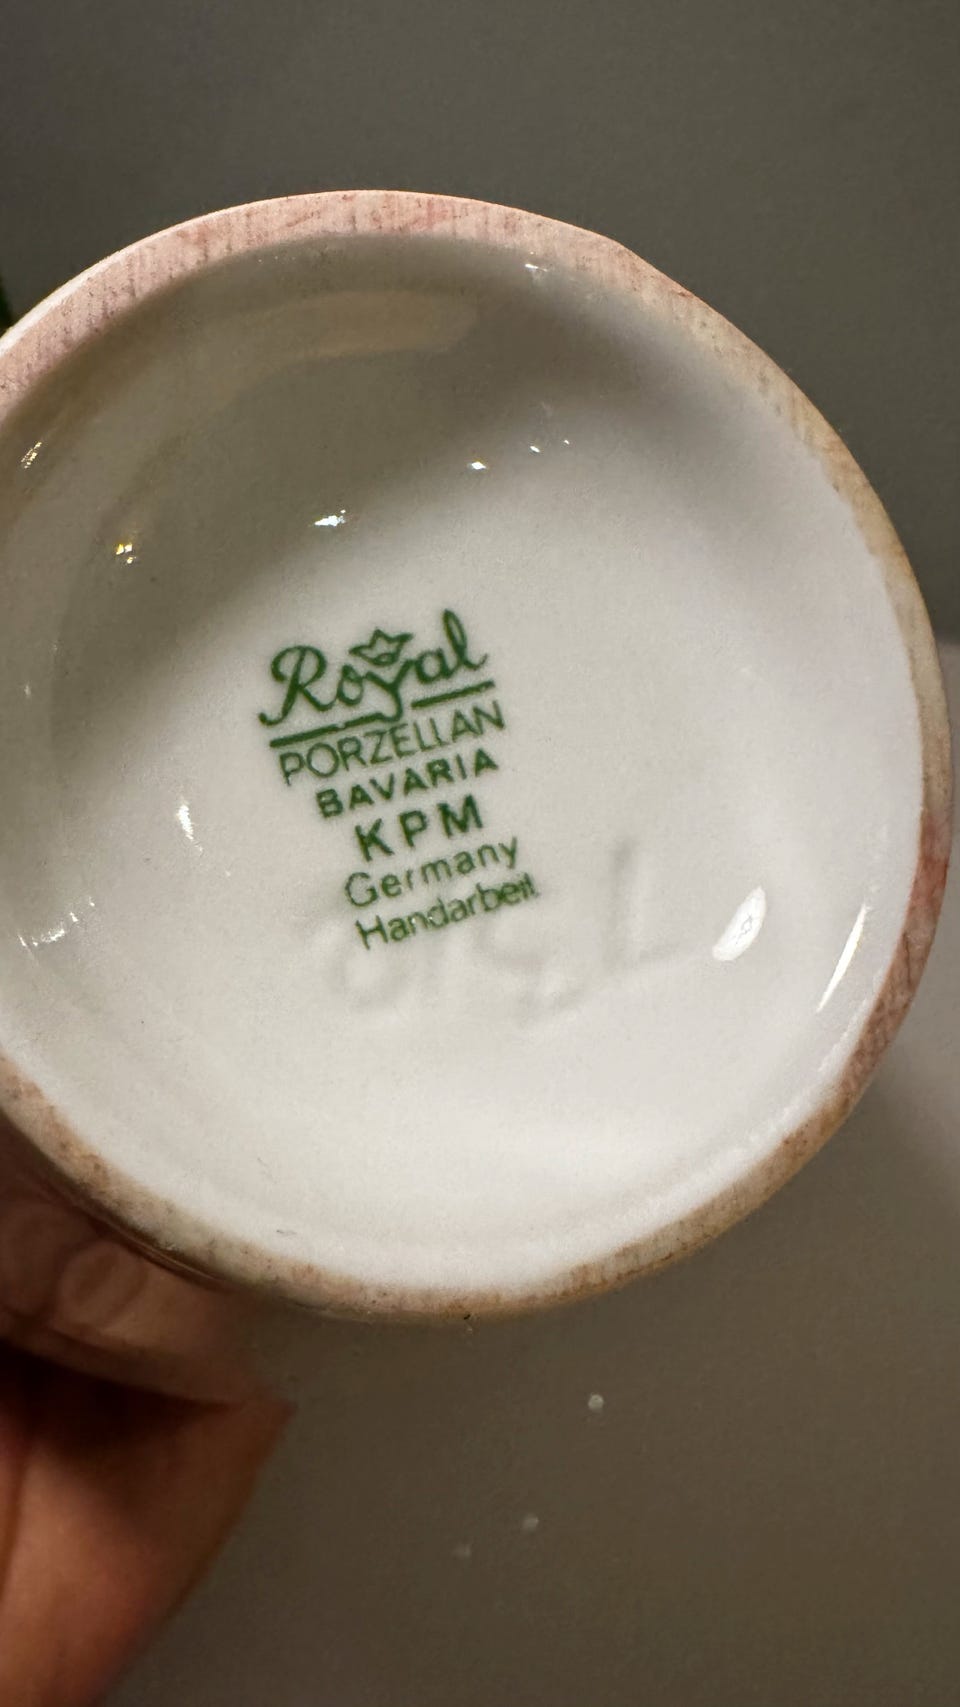 Royal
PORZELLAN
BAVARIA
KPM
Germany
Handarbeit